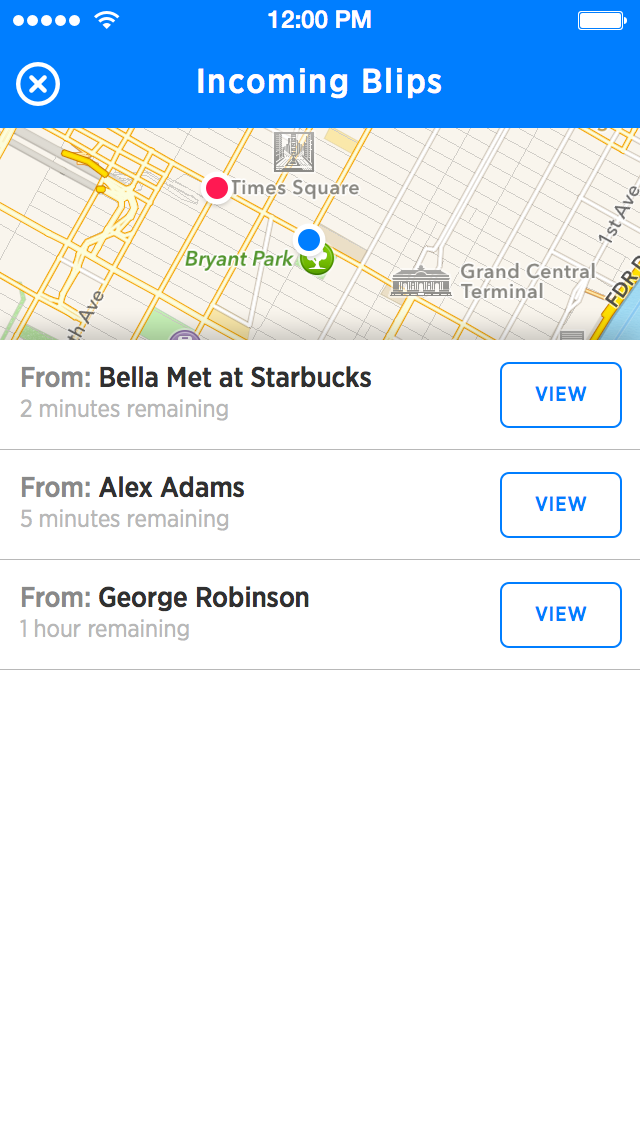 12:00 PM
Incoming Blips
Times Square
1st Ave
Bryant Park
Grand Central
Terminal
FDR D
th Ave
From: Bella Met at Starbucks
2 minutes remaining
VIEW
From: Alex Adams
5 minutes remaining
VIEW
From: George Robinson
1 hour remaining
VIEW